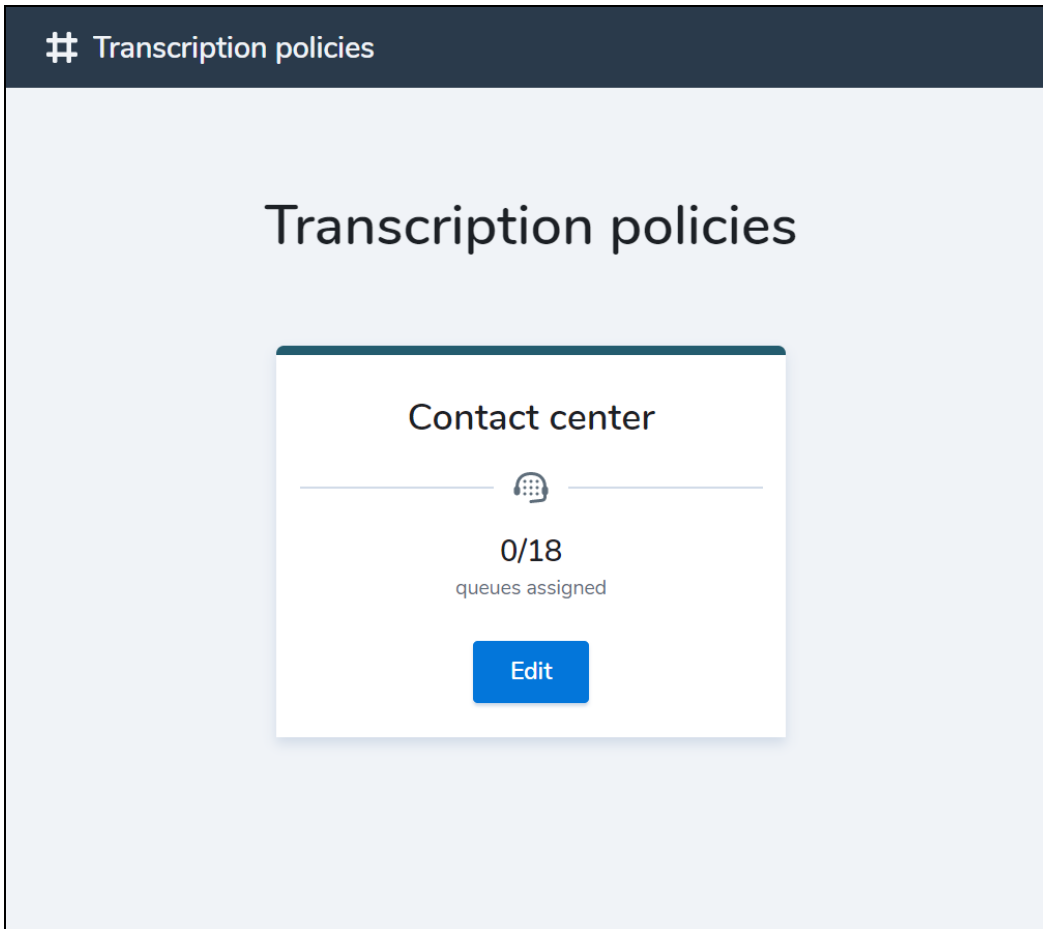 Transcription policies
Transcription policies
Contact center
0/18
queues assigned
Edit